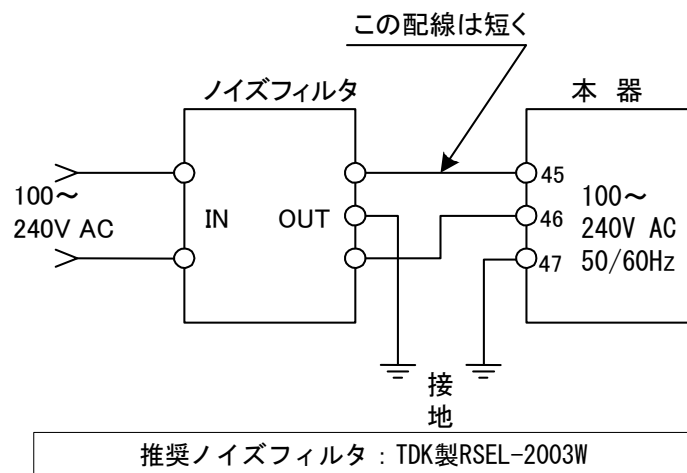 この配線は短く
ノイズフィルタ
本 器
100～
240V AC
IN
OUT
45
46
47
100～
240V AC
50/60Hz
接
地
推奨ノイズフィルタ：TDK製RSEL-2003W